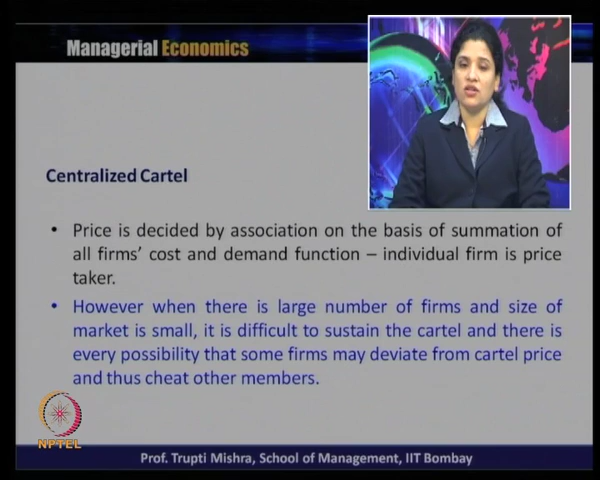 Managerial Economics
Centralized Cartel
• Price is decided by association on the basis of summation of
all firms' cost and demand function – individual firm is price
taker.
• However when there is large number of firms and size of
market is small, it is difficult to sustain the cartel and there is
every possibility that some firms may deviate from cartel price
and thus cheat other members.
NPTEL
Prof. Trupti Mishra, School of Management, IIT Bombay